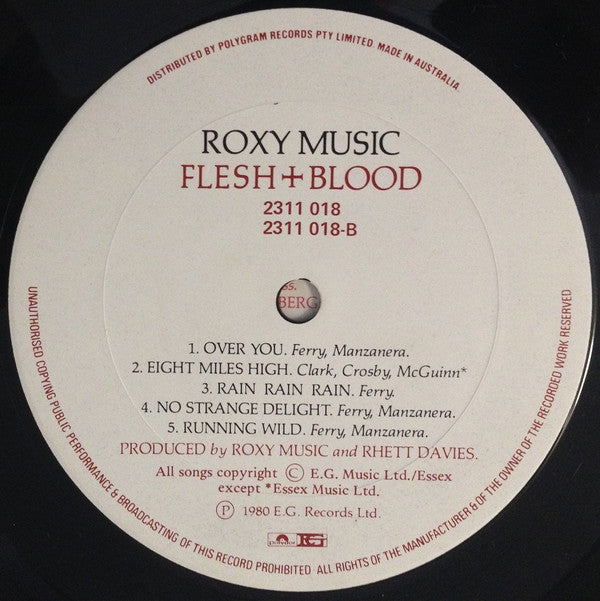 DISTRIBUTED BY POLYGRAM RECORDS PTY LIMITED. MADE IN AUSTRALIA.
ROXY MUSIC
FLESH + BLOOD
2311 018
2311 018-B
55.
BERG
1. OVER YOU. Ferry, Manzanera.
2. EIGHT MILES HIGH. Clark, Crosby, McGuinn*
3. RAIN RAIN RAIN. Ferry.
4. NO STRANGE DELIGHT. Ferry, Manzanera.
5. RUNNING WILD. Ferry, Manzanera.
PRODUCED by ROXY MUSIC and RHETT DAVIES.
All songs copyright Ⓒ E.G. Music Ltd./Essex
except *Essex Music Ltd.
Ⓟ 1980 E.G. Records Ltd.
Polydor EG
UNAUTHORISED COPYING PUBLIC PERFORMANCE & BROADCASTING OF THIS RECORD PROHIBITED · ALL RIGHTS OF THE MANUFACTURER & OF THE OWNER OF THE RECORDED WORK RESERVED